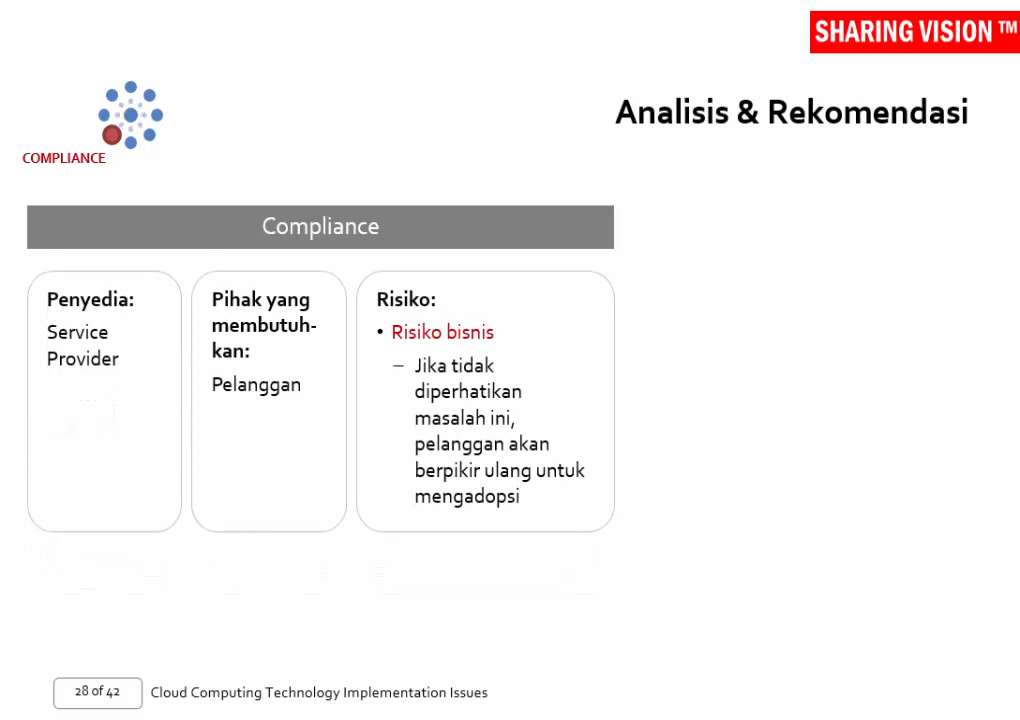 SHARING VISION ™
Analisis & Rekomendasi
COMPLIANCE
Compliance
Penyedia:
Service
Provider
Pihak yang
membutuh-
kan:
Pelanggan
Risiko:
• Risiko bisnis
– Jika tidak
diperhatikan
masalah ini,
pelanggan akan
berpikir ulang untuk
mengadopsi
28 of 42
Cloud Computing Technology Implementation Issues